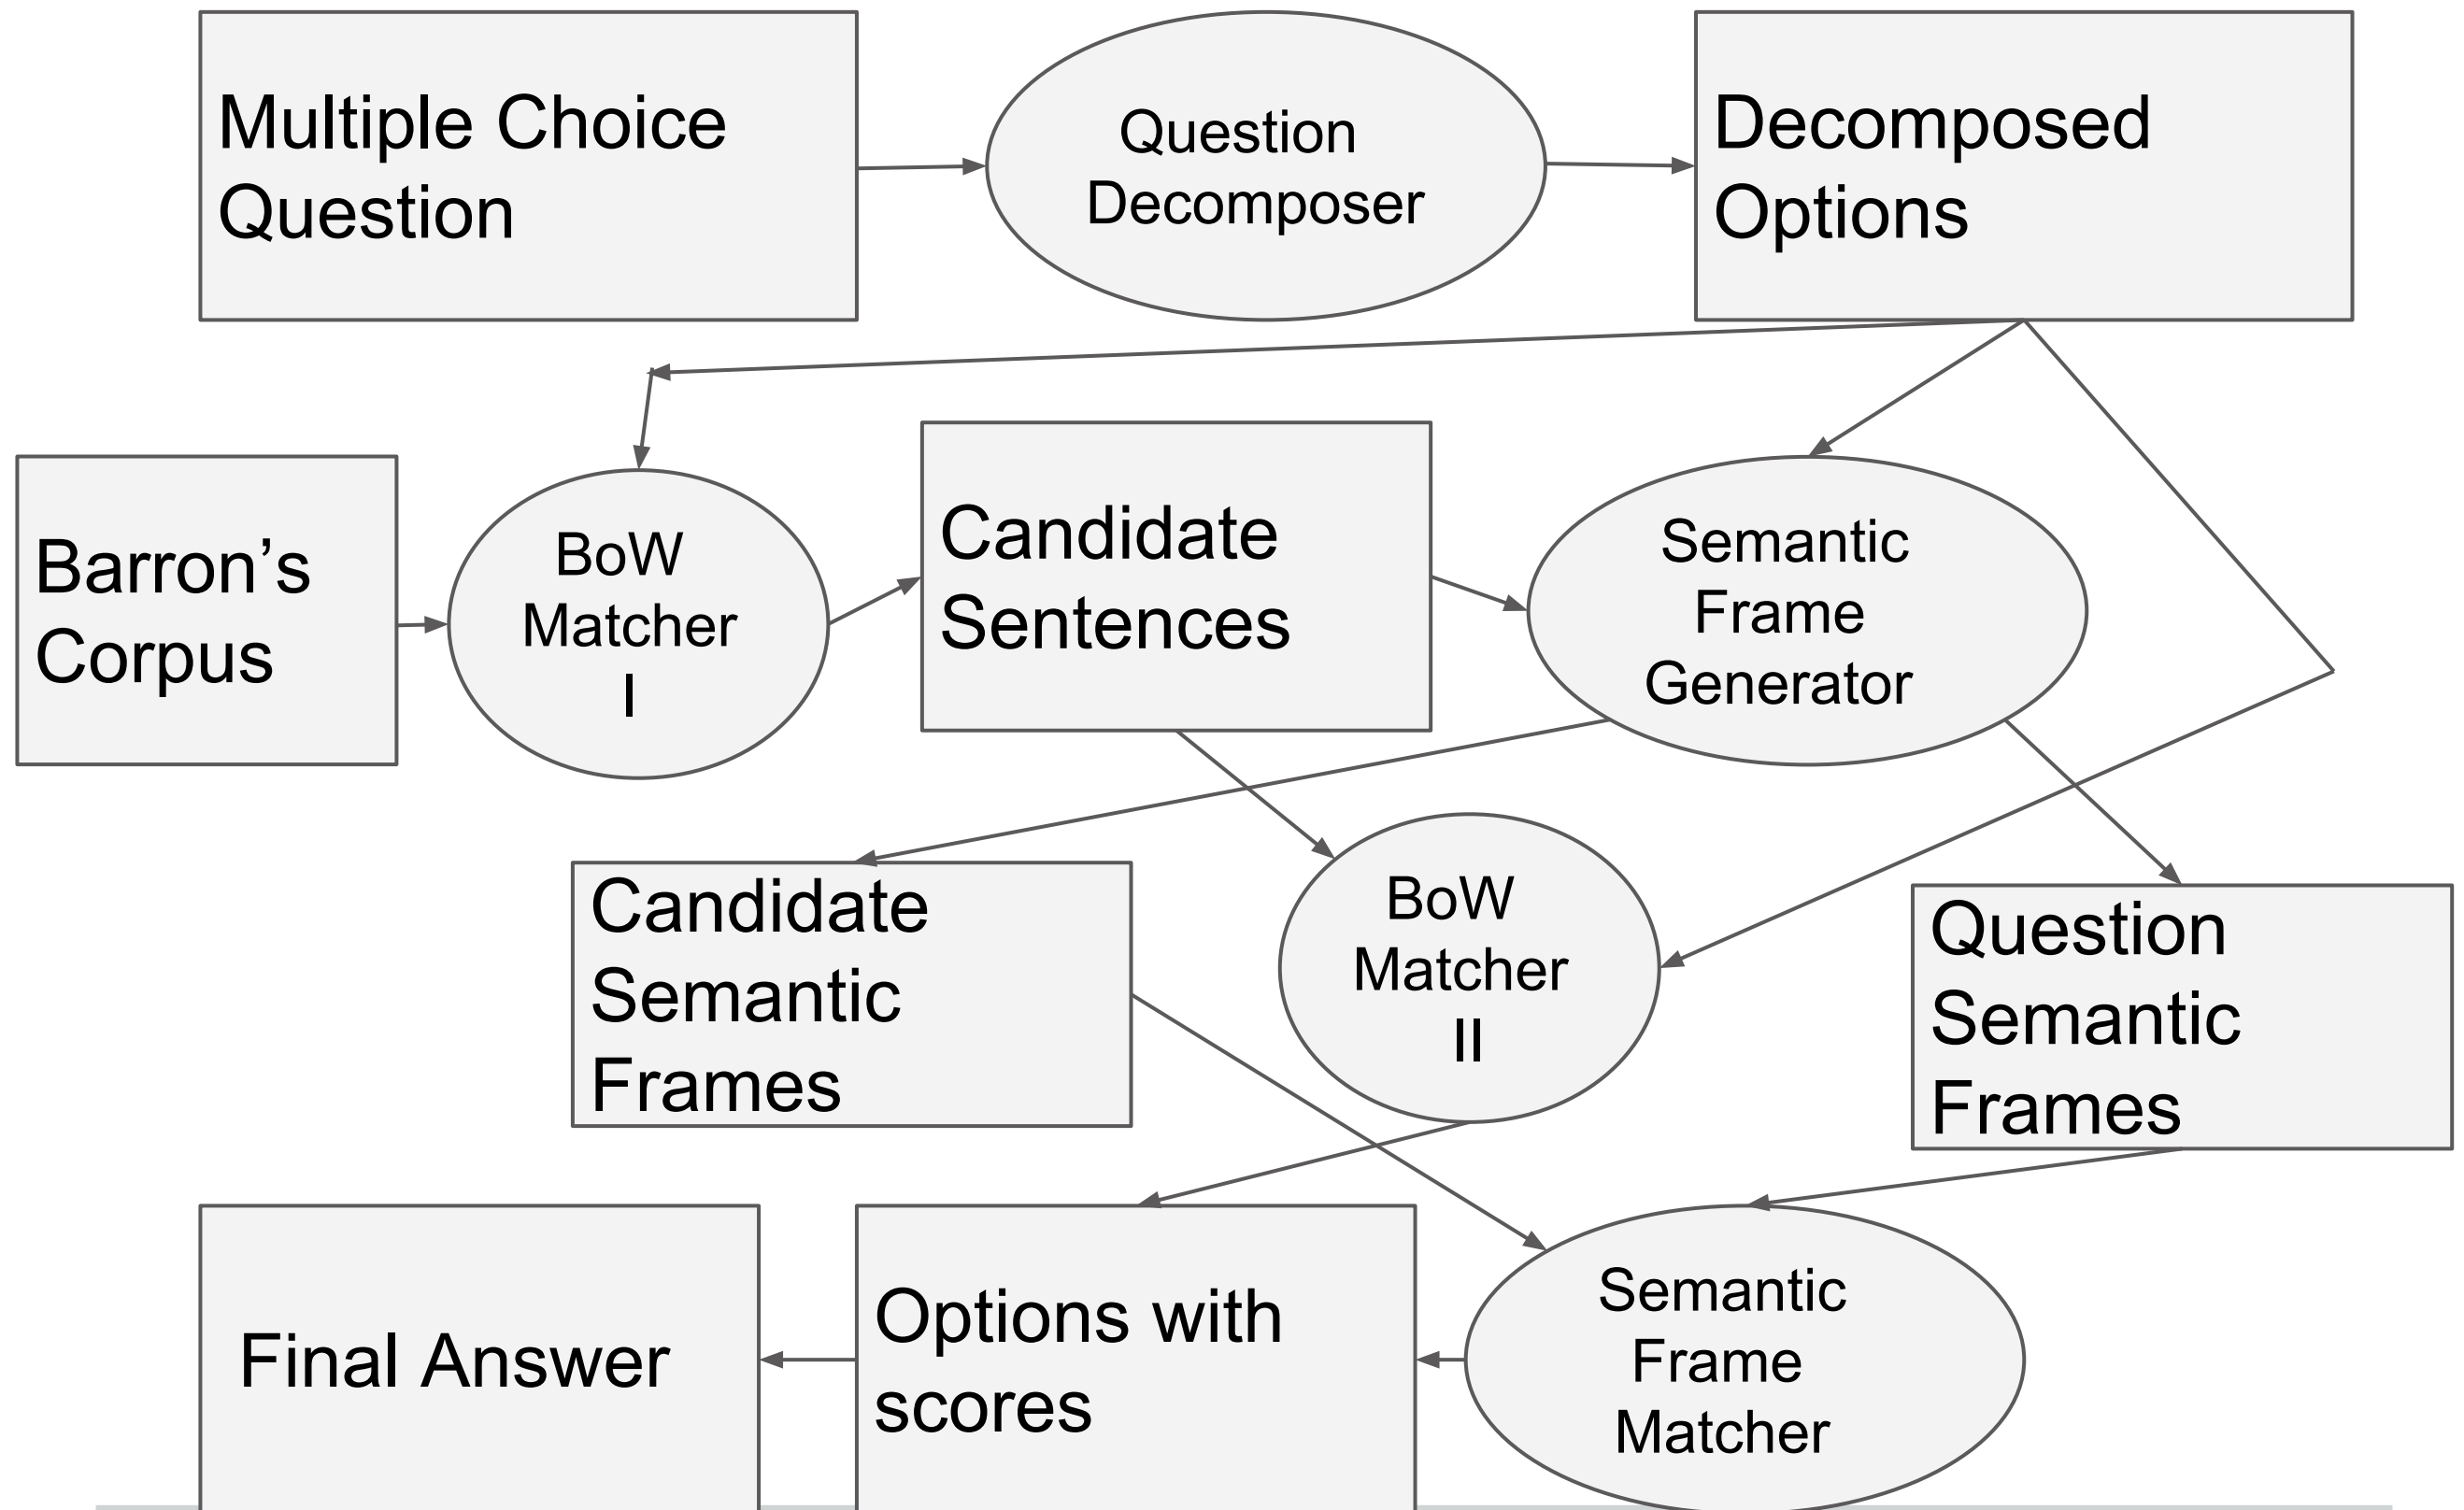 Multiple Choice
Question
Question
Decomposer
Decomposed
Options
Barron’s
Corpus
BoW
Matcher
I
Candidate
Sentences
Semantic
Frame
Generator
Candidate
Semantic
Frames
BoW
Matcher
II
Question
Semantic
Frames
Final Answer
Options with
scores
Semantic
Frame
Matcher